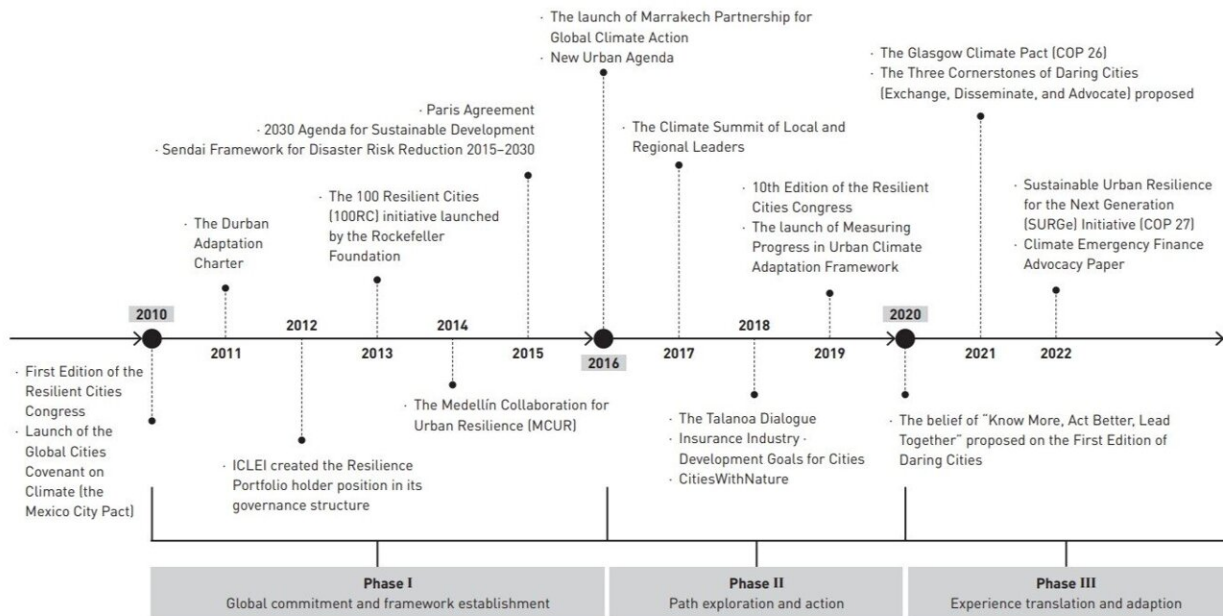 · The launch of Marrakech Partnership for
Global Climate Action
· New Urban Agenda
· The Glasgow Climate Pact (COP 26)
· The Three Cornerstones of Daring Cities
(Exchange, Disseminate, and Advocate) proposed
· Paris Agreement
· 2030 Agenda for Sustainable Development
· Sendai Framework for Disaster Risk Reduction 2015–2030
· The Climate Summit of Local and
Regional Leaders
· The 100 Resilient Cities
(100RC) initiative launched
by the Rockefeller
Foundation
· 10th Edition of the Resilient
Cities Congress
· The launch of Measuring
Progress in Urban Climate
Adaptation Framework
· Sustainable Urban Resilience
for the Next Generation
(SURGe) Initiative (COP 27)
· Climate Emergency Finance
Advocacy Paper
· The Durban
Adaptation
Charter
2010
2011
2012
2013
2014
2015
2016
2017
2018
2019
2020
2021
2022
· First Edition of the
Resilient Cities
Congress
· Launch of the
Global Cities
Covenant on
Climate (the
Mexico City Pact)
· ICLEI created the Resilience
Portfolio holder position in its
governance structure
· The Medellín Collaboration for
Urban Resilience (MCUR)
· The Talanoa Dialogue
· Insurance Industry ·
Development Goals for Cities
· CitiesWithNature
· The belief of “Know More, Act Better, Lead
Together” proposed on the First Edition of
Daring Cities
Phase I
Global commitment and framework establishment
Phase II
Path exploration and action
Phase III
Experience translation and adaption